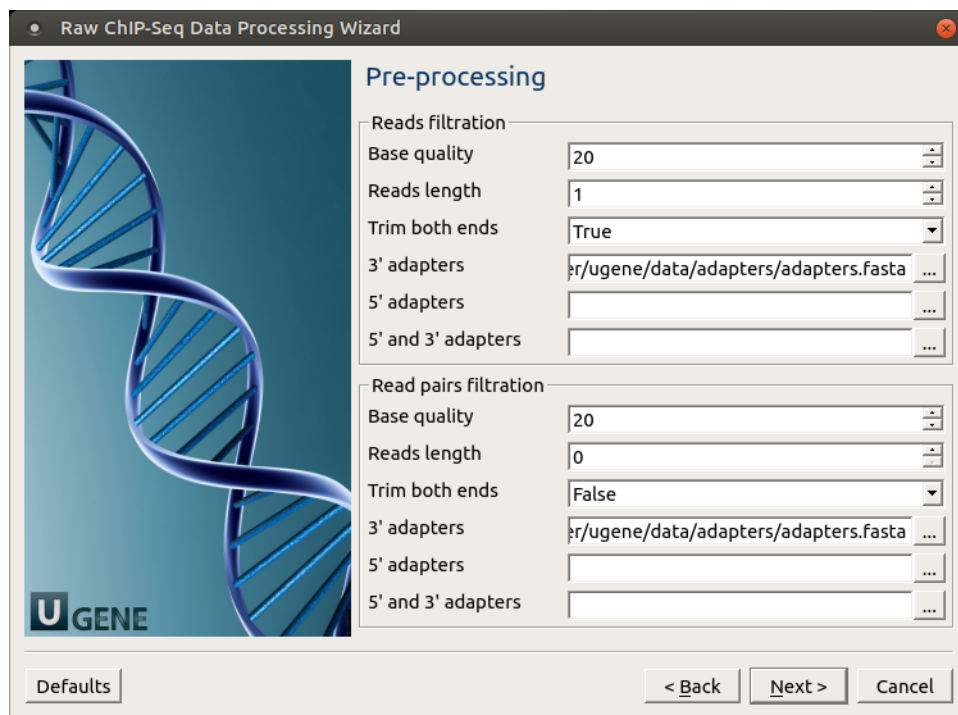 Raw ChIP-Seq Data Processing Wizard
Pre-processing
Reads filtration
Base quality 20
Reads length 1
Trim both ends True
3' adapters er/ugene/data/adapters/adapters.fasta ...
5' adapters ...
5' and 3' adapters ...
Read pairs filtration
Base quality 20
Reads length 0
Trim both ends False
3' adapters er/ugene/data/adapters/adapters.fasta ...
5' adapters ...
5' and 3' adapters ...
U GENE
Defaults < Back Next > Cancel